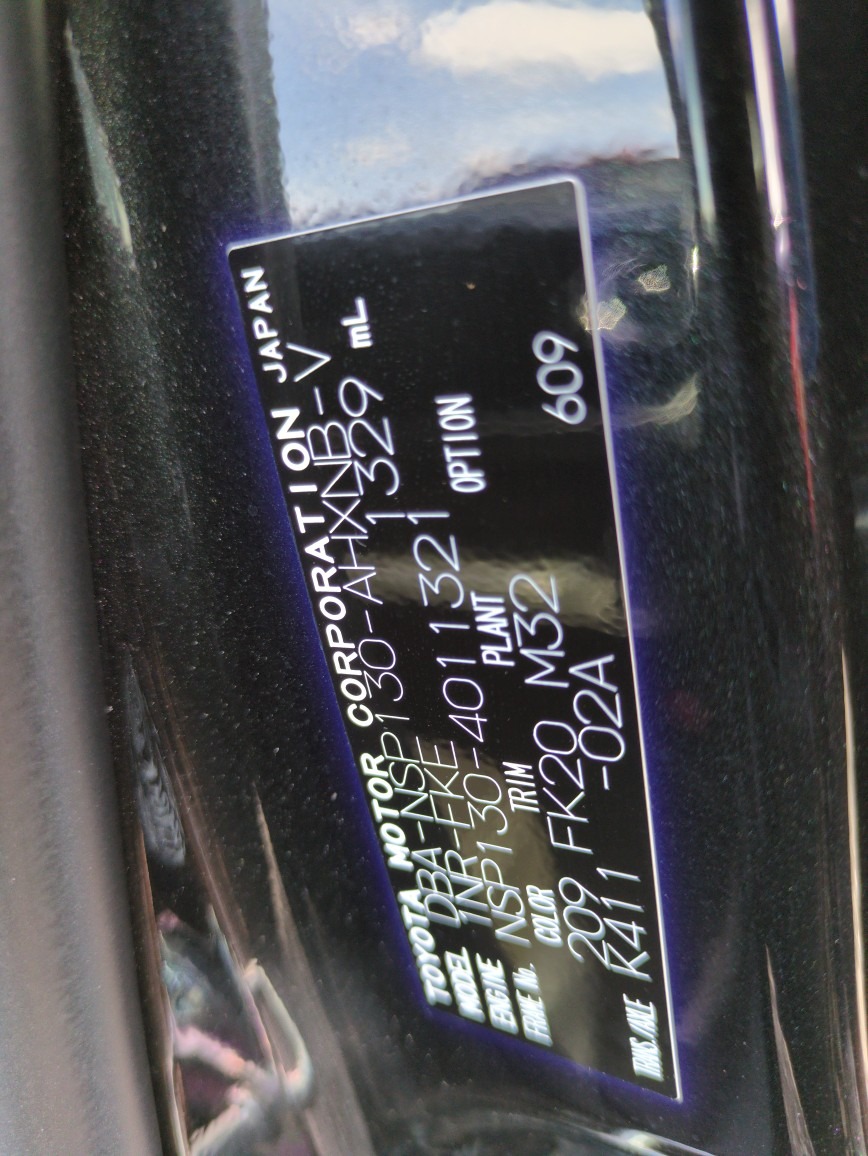 TOYOTA MOTOR CORPORATION JAPAN
MODEL DBA-NSP130-AHXNB-V
ENGINE 1NR-FKE 1329 mL
FRAME No. NSP130-4011321
COLOR TRIM PLANT OPTION
209 FK20 M32 609
TRANS/AXLE K411 -02A